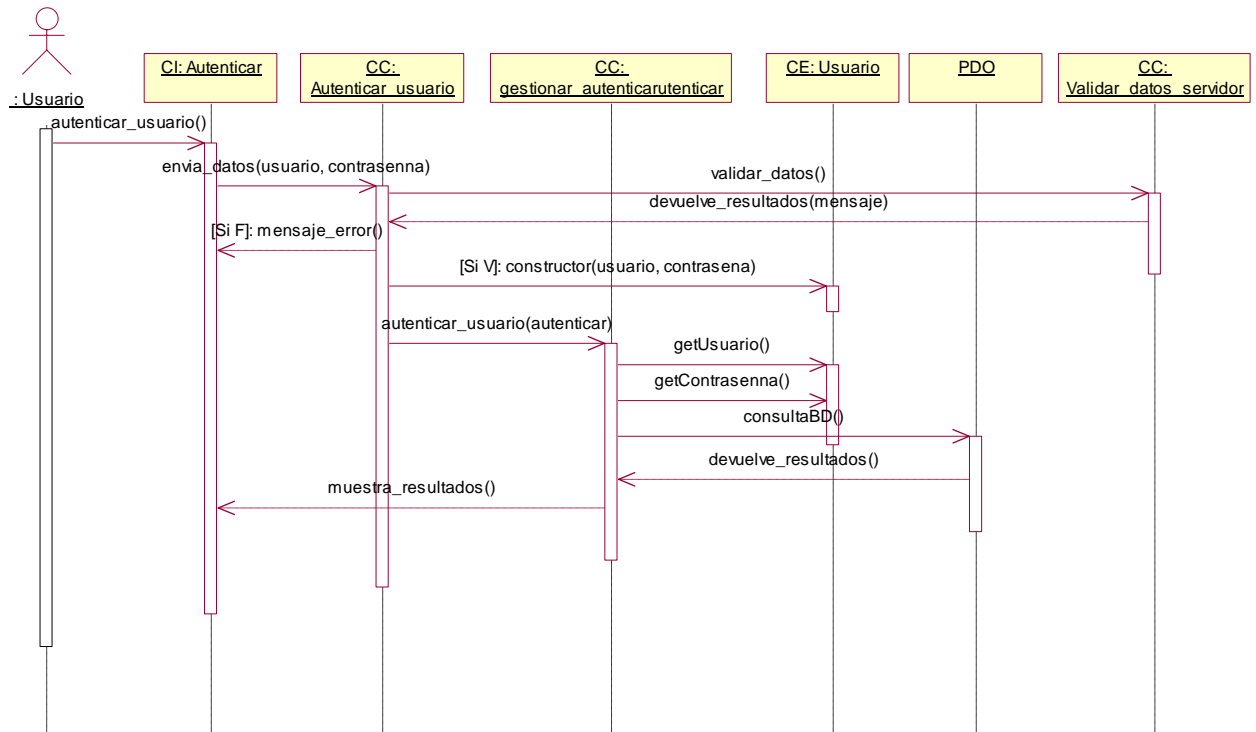 : Usuario
CI: Autenticar
CC:
Autenticar_usuario
CC:
gestionar_autenticarutenticar
CE: Usuario
PDO
CC:
Validar_datos_servidor
autenticar_usuario()
envia_datos(usuario, contrasenna)
validar_datos()
devuelve_resultados(mensaje)
[Si F]: mensaje_error()
[Si V]: constructor(usuario, contrasena)
autenticar_usuario(autenticar)
getUsuario()
getContrasenna()
consultaBD()
devuelve_resultados()
muestra_resultados()